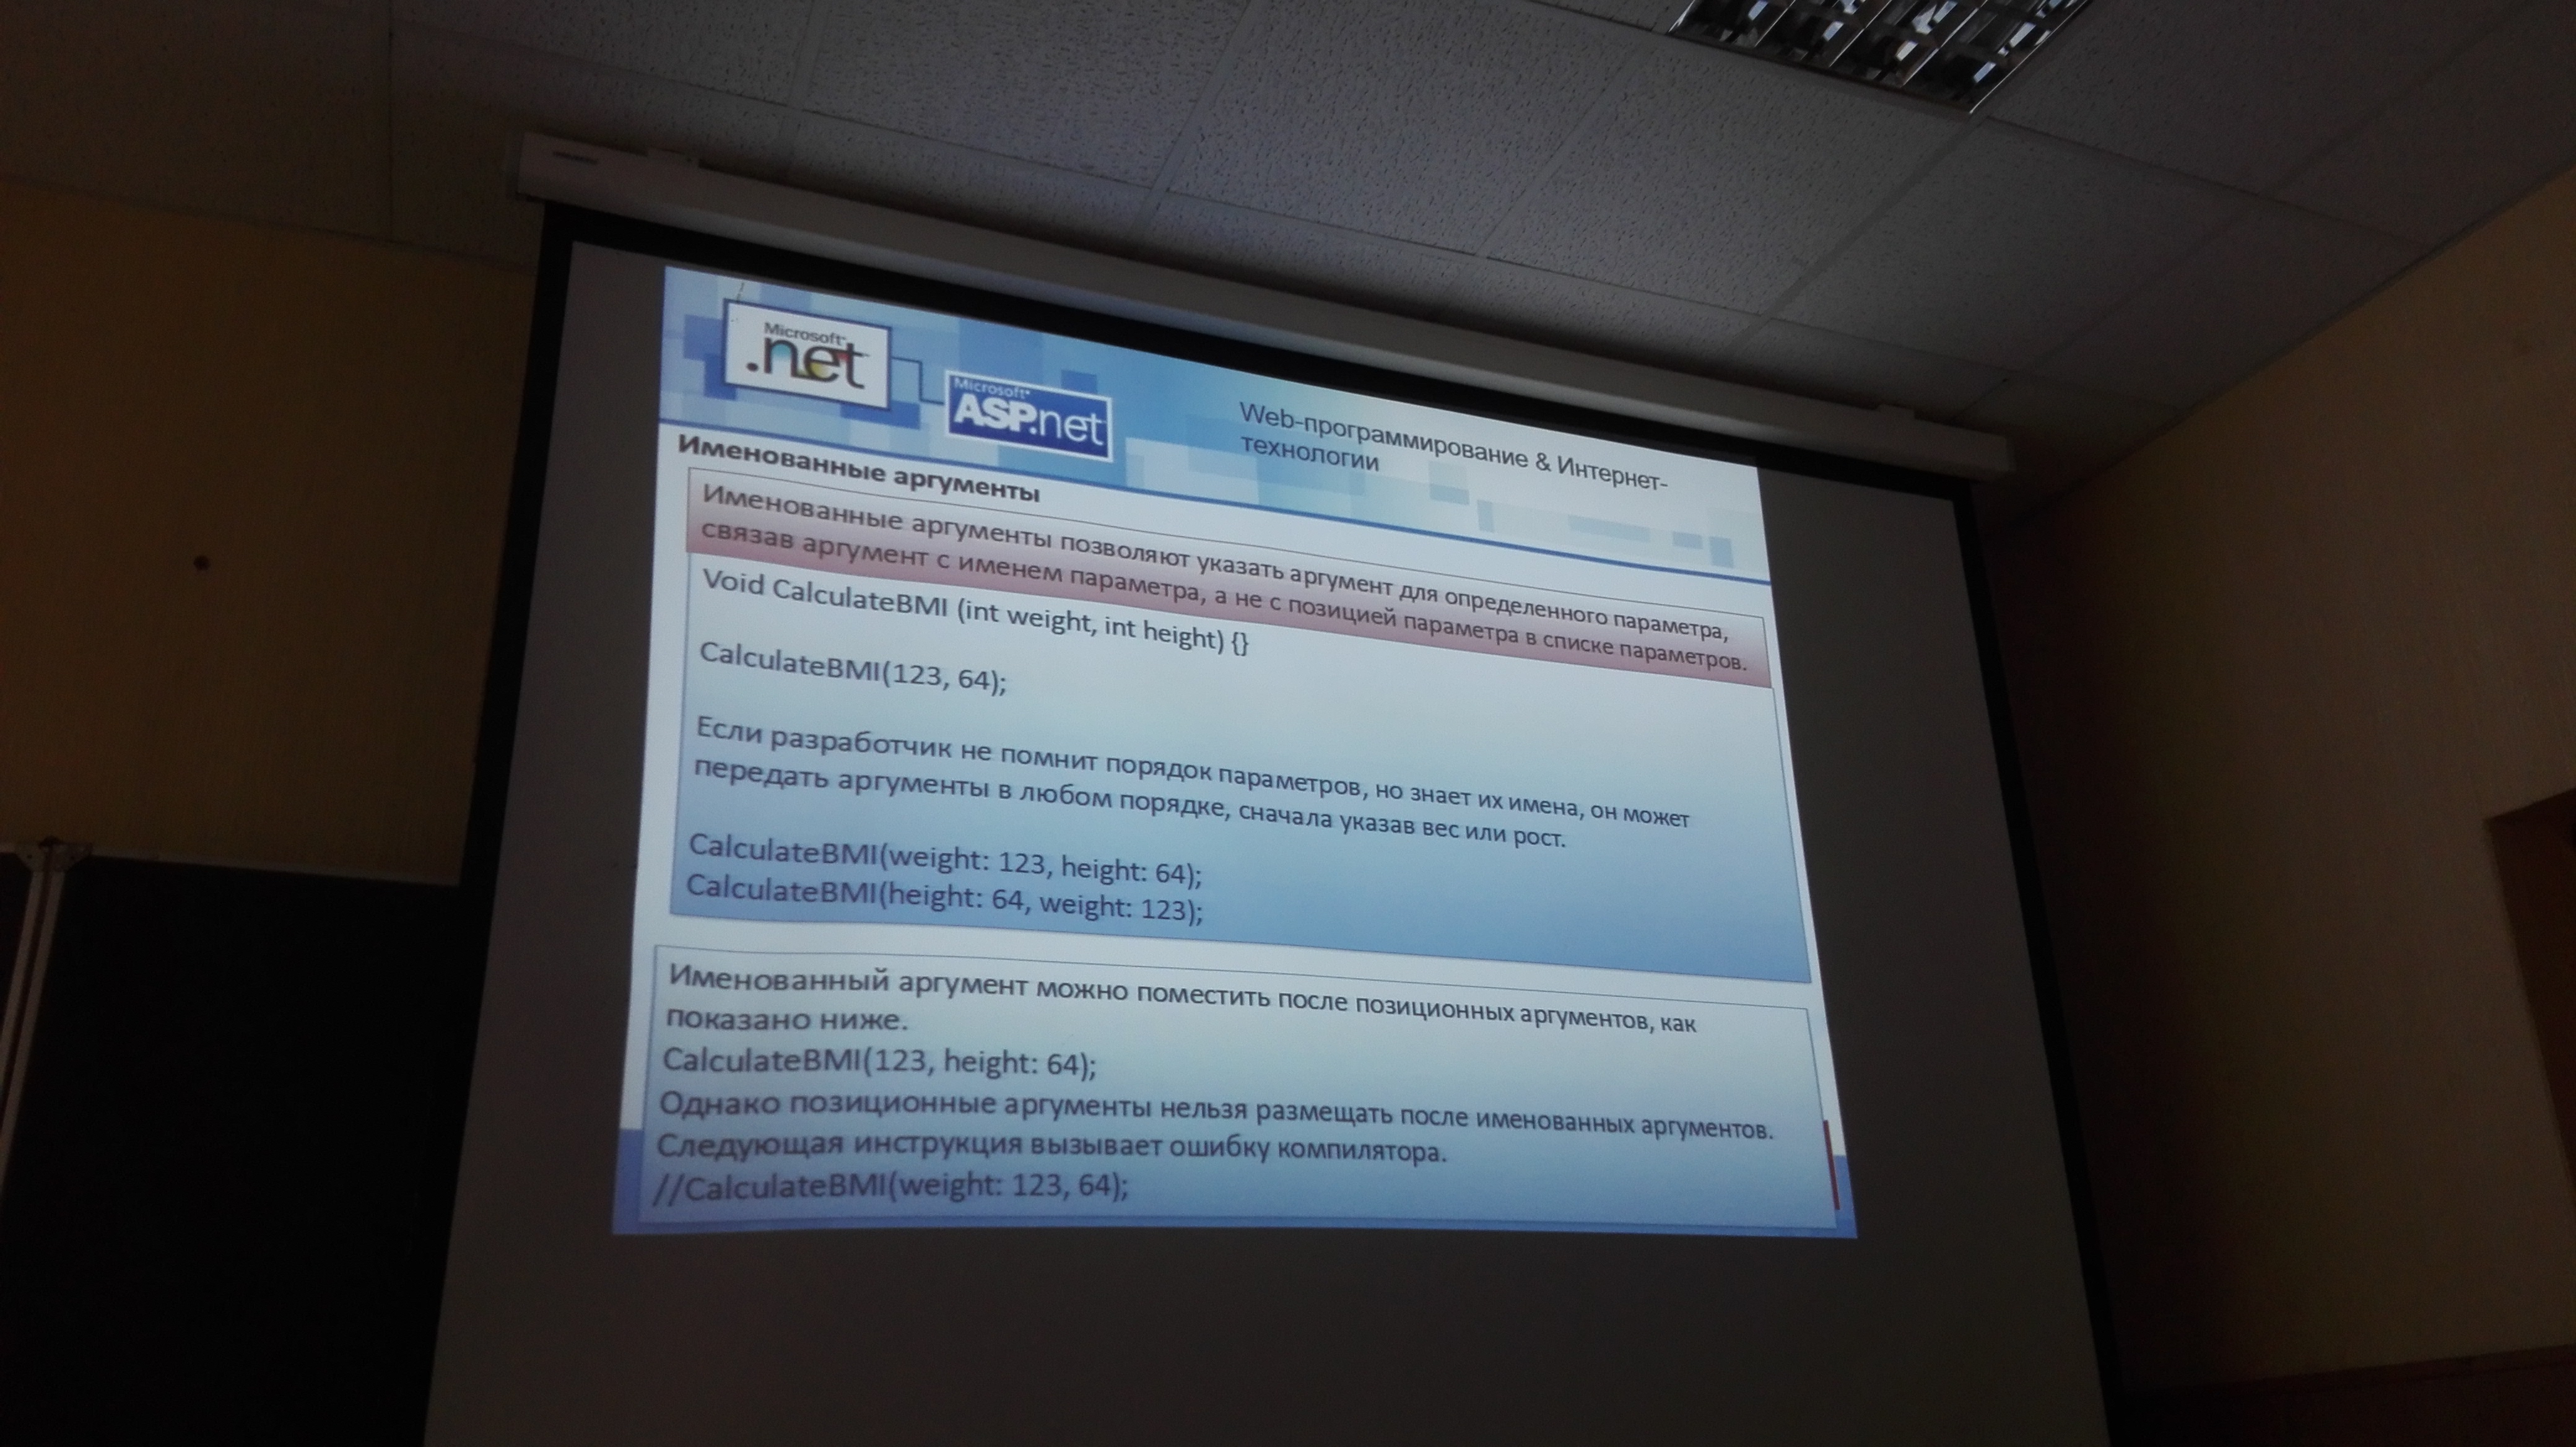 Microsoft
.net
Microsoft
ASP.net
Web-программирование & Интернет-
технологии
Именованные аргументы
Именованные аргументы позволяют указать аргумент для определенного параметра,
связав аргумент с именем параметра, а не с позицией параметра в списке параметров.
Void CalculateBMI (int weight, int height) {}
CalculateBMI(123, 64);
Если разработчик не помнит порядок параметров, но знает их имена, он может
передать аргументы в любом порядке, сначала указав вес или рост.
CalculateBMI(weight: 123, height: 64);
CalculateBMI(height: 64, weight: 123);
Именованный аргумент можно поместить после позиционных аргументов, как
показано ниже.
CalculateBMI(123, height: 64);
Однако позиционные аргументы нельзя размещать после именованных аргументов.
Следующая инструкция вызывает ошибку компилятора.
//CalculateBMI(weight: 123, 64);